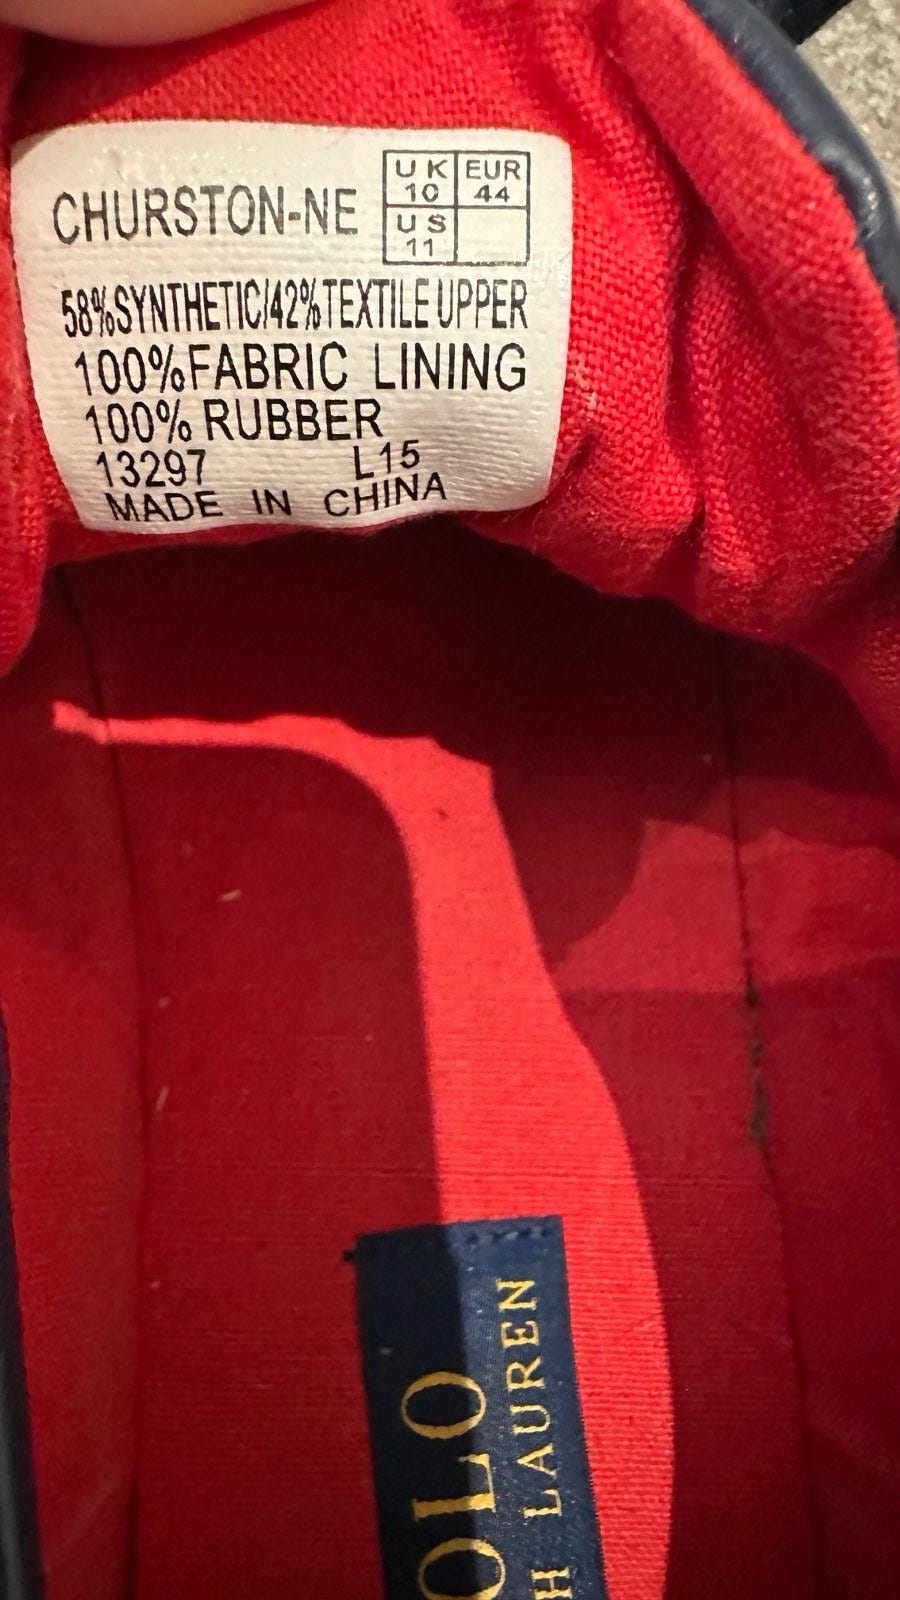 CHURSTON-NE
UK 10 EUR 44
US 11
58%SYNTHETIC/42%TEXTILE UPPER
100%FABRIC LINING
100% RUBBER
13297 L15
MADE IN CHINA
OLO
H LAUREN